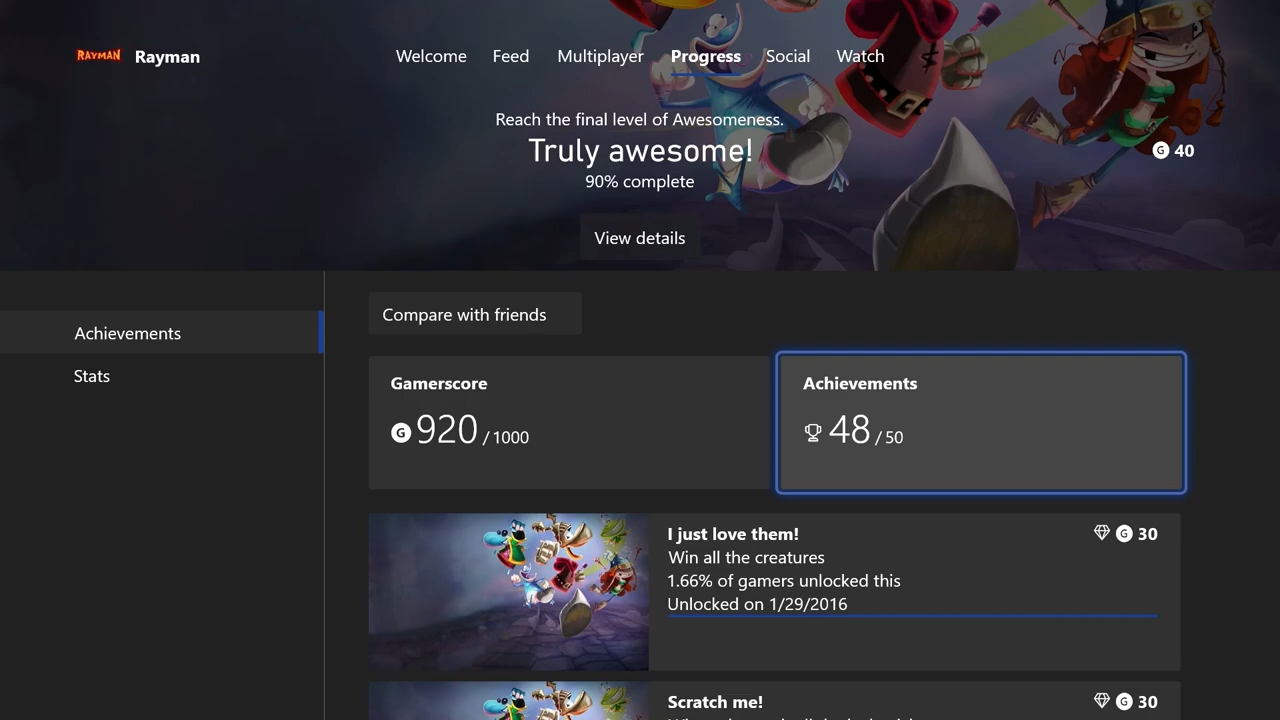 RAYMAN Rayman Welcome Feed Multiplayer Progress Social Watch
Reach the final level of Awesomeness.
Truly awesome!
90% complete
G 40
View details
Achievements
Stats
Compare with friends
Gamerscore
G 920 / 1000
Achievements
48 / 50
I just love them!
G 30
Win all the creatures
1.66% of gamers unlocked this
Unlocked on 1/29/2016
Scratch me!
G 30